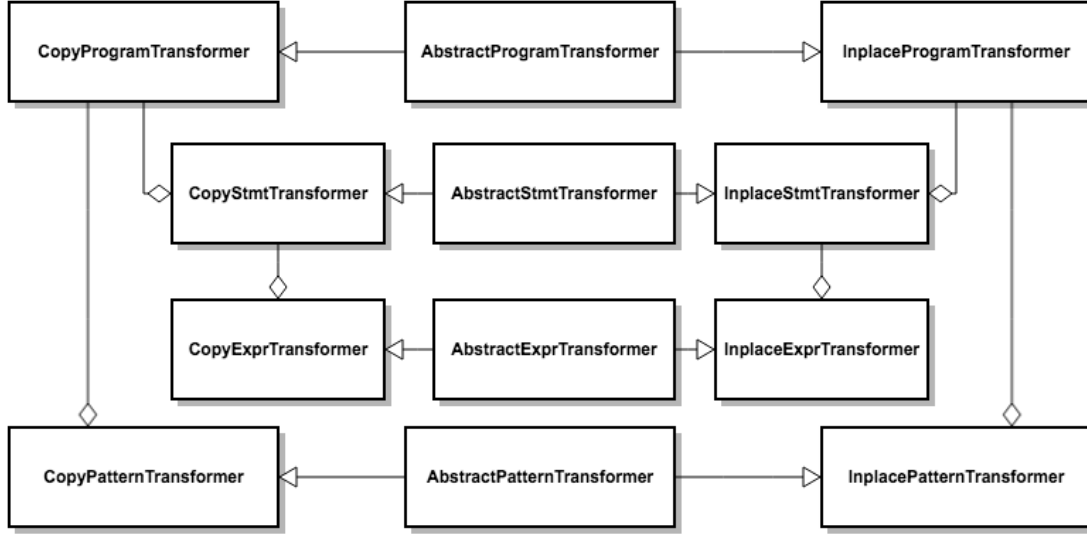 CopyProgramTransformer
AbstractProgramTransformer
InplaceProgramTransformer
CopyStmtTransformer
AbstractStmtTransformer
InplaceStmtTransformer
CopyExprTransformer
AbstractExprTransformer
InplaceExprTransformer
CopyPatternTransformer
AbstractPatternTransformer
InplacePatternTransformer